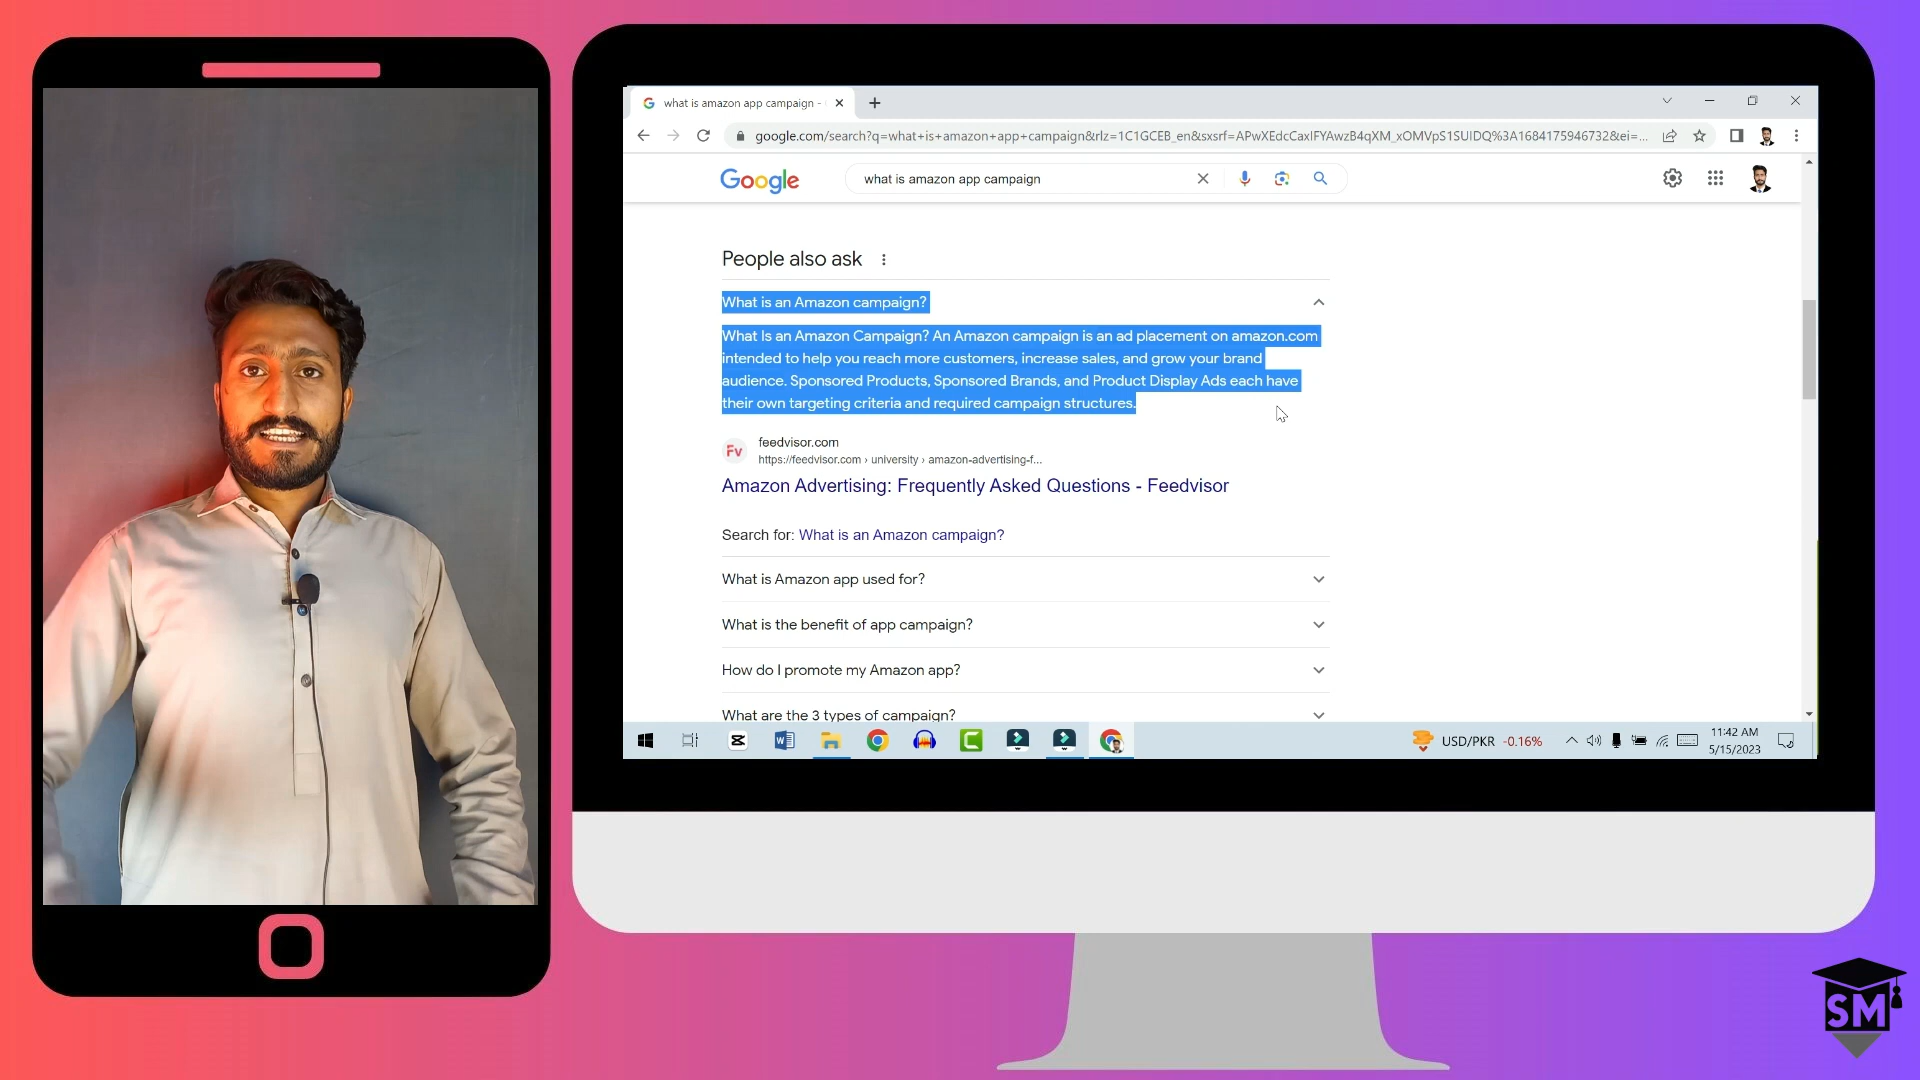 what is amazon app campaign -
google.com/search?q=what+is+amazon+app+campaign&rlz=1C1GCEB_en&sxsrf=APwXEdcCaxlFYAwzB4qXM_xOMVpS1SUIDQ%3A1684175946732&ei=...
Google
what is amazon app campaign
People also ask
What is an Amazon campaign?
What Is an Amazon Campaign? An Amazon campaign is an ad placement on amazon.com
intended to help you reach more customers, increase sales, and grow your brand
audience. Sponsored Products, Sponsored Brands, and Product Display Ads each have
their own targeting criteria and required campaign structures.
Fv
feedvisor.com
https://feedvisor.com › university › amazon-advertising-f...
Amazon Advertising: Frequently Asked Questions - Feedvisor
Search for: What is an Amazon campaign?
What is Amazon app used for?
What is the benefit of app campaign?
How do I promote my Amazon app?
What are the 3 types of campaign?
USD/PKR -0.16%
11:42 AM
5/15/2023
SM